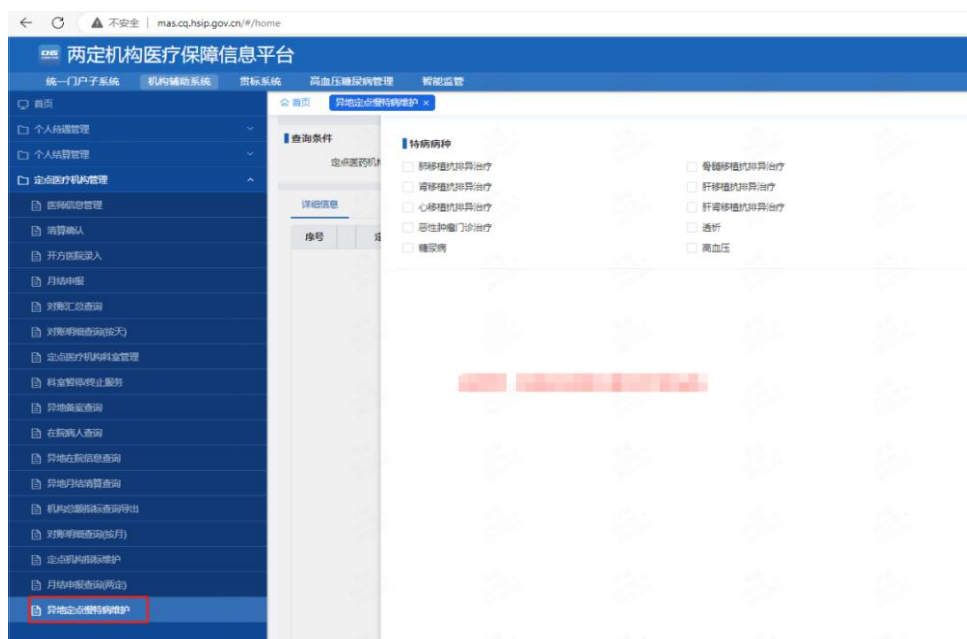 不安全 | mas.cq.hsip.gov.cn/#/home
两定机构医疗保障信息平台
统一门户子系统 机构辅助系统 贯标系统 高血压糖尿病管理 智能监管
首页
个人待遇管理
个人结算管理
定点医疗机构管理
医师信息管理
清算确认
开方医院录入
月结申报
对账汇总查询
对账明细查询(按天)
定点医疗机构科室管理
科室暂停/终止服务
异地备案查询
在院病人查询
异地在院信息查询
异地月结清算查询
机构总额指标查询导出
对账明细查询(按月)
定点机构指标维护
月结申报查询(两定)
异地定点慢特病维护
首页 异地定点慢特病维护 ×
查询条件
定点医药机构
详细信息
序号 定
特病病种
肺移植抗排异治疗 骨髓移植抗排异治疗
肾移植抗排异治疗 肝移植抗排异治疗
心移植抗排异治疗 肝肾移植抗排异治疗
恶性肿瘤门诊治疗 透析
糖尿病 高血压